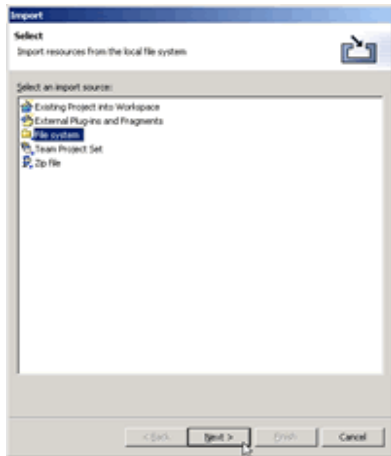 Import
Select
Import resources from the local file system
Select an import source:
Existing Project into Workspace
External Plug-ins and Fragments
File system
Team Project Set
Zip file
< Back
Next >
Finish
Cancel